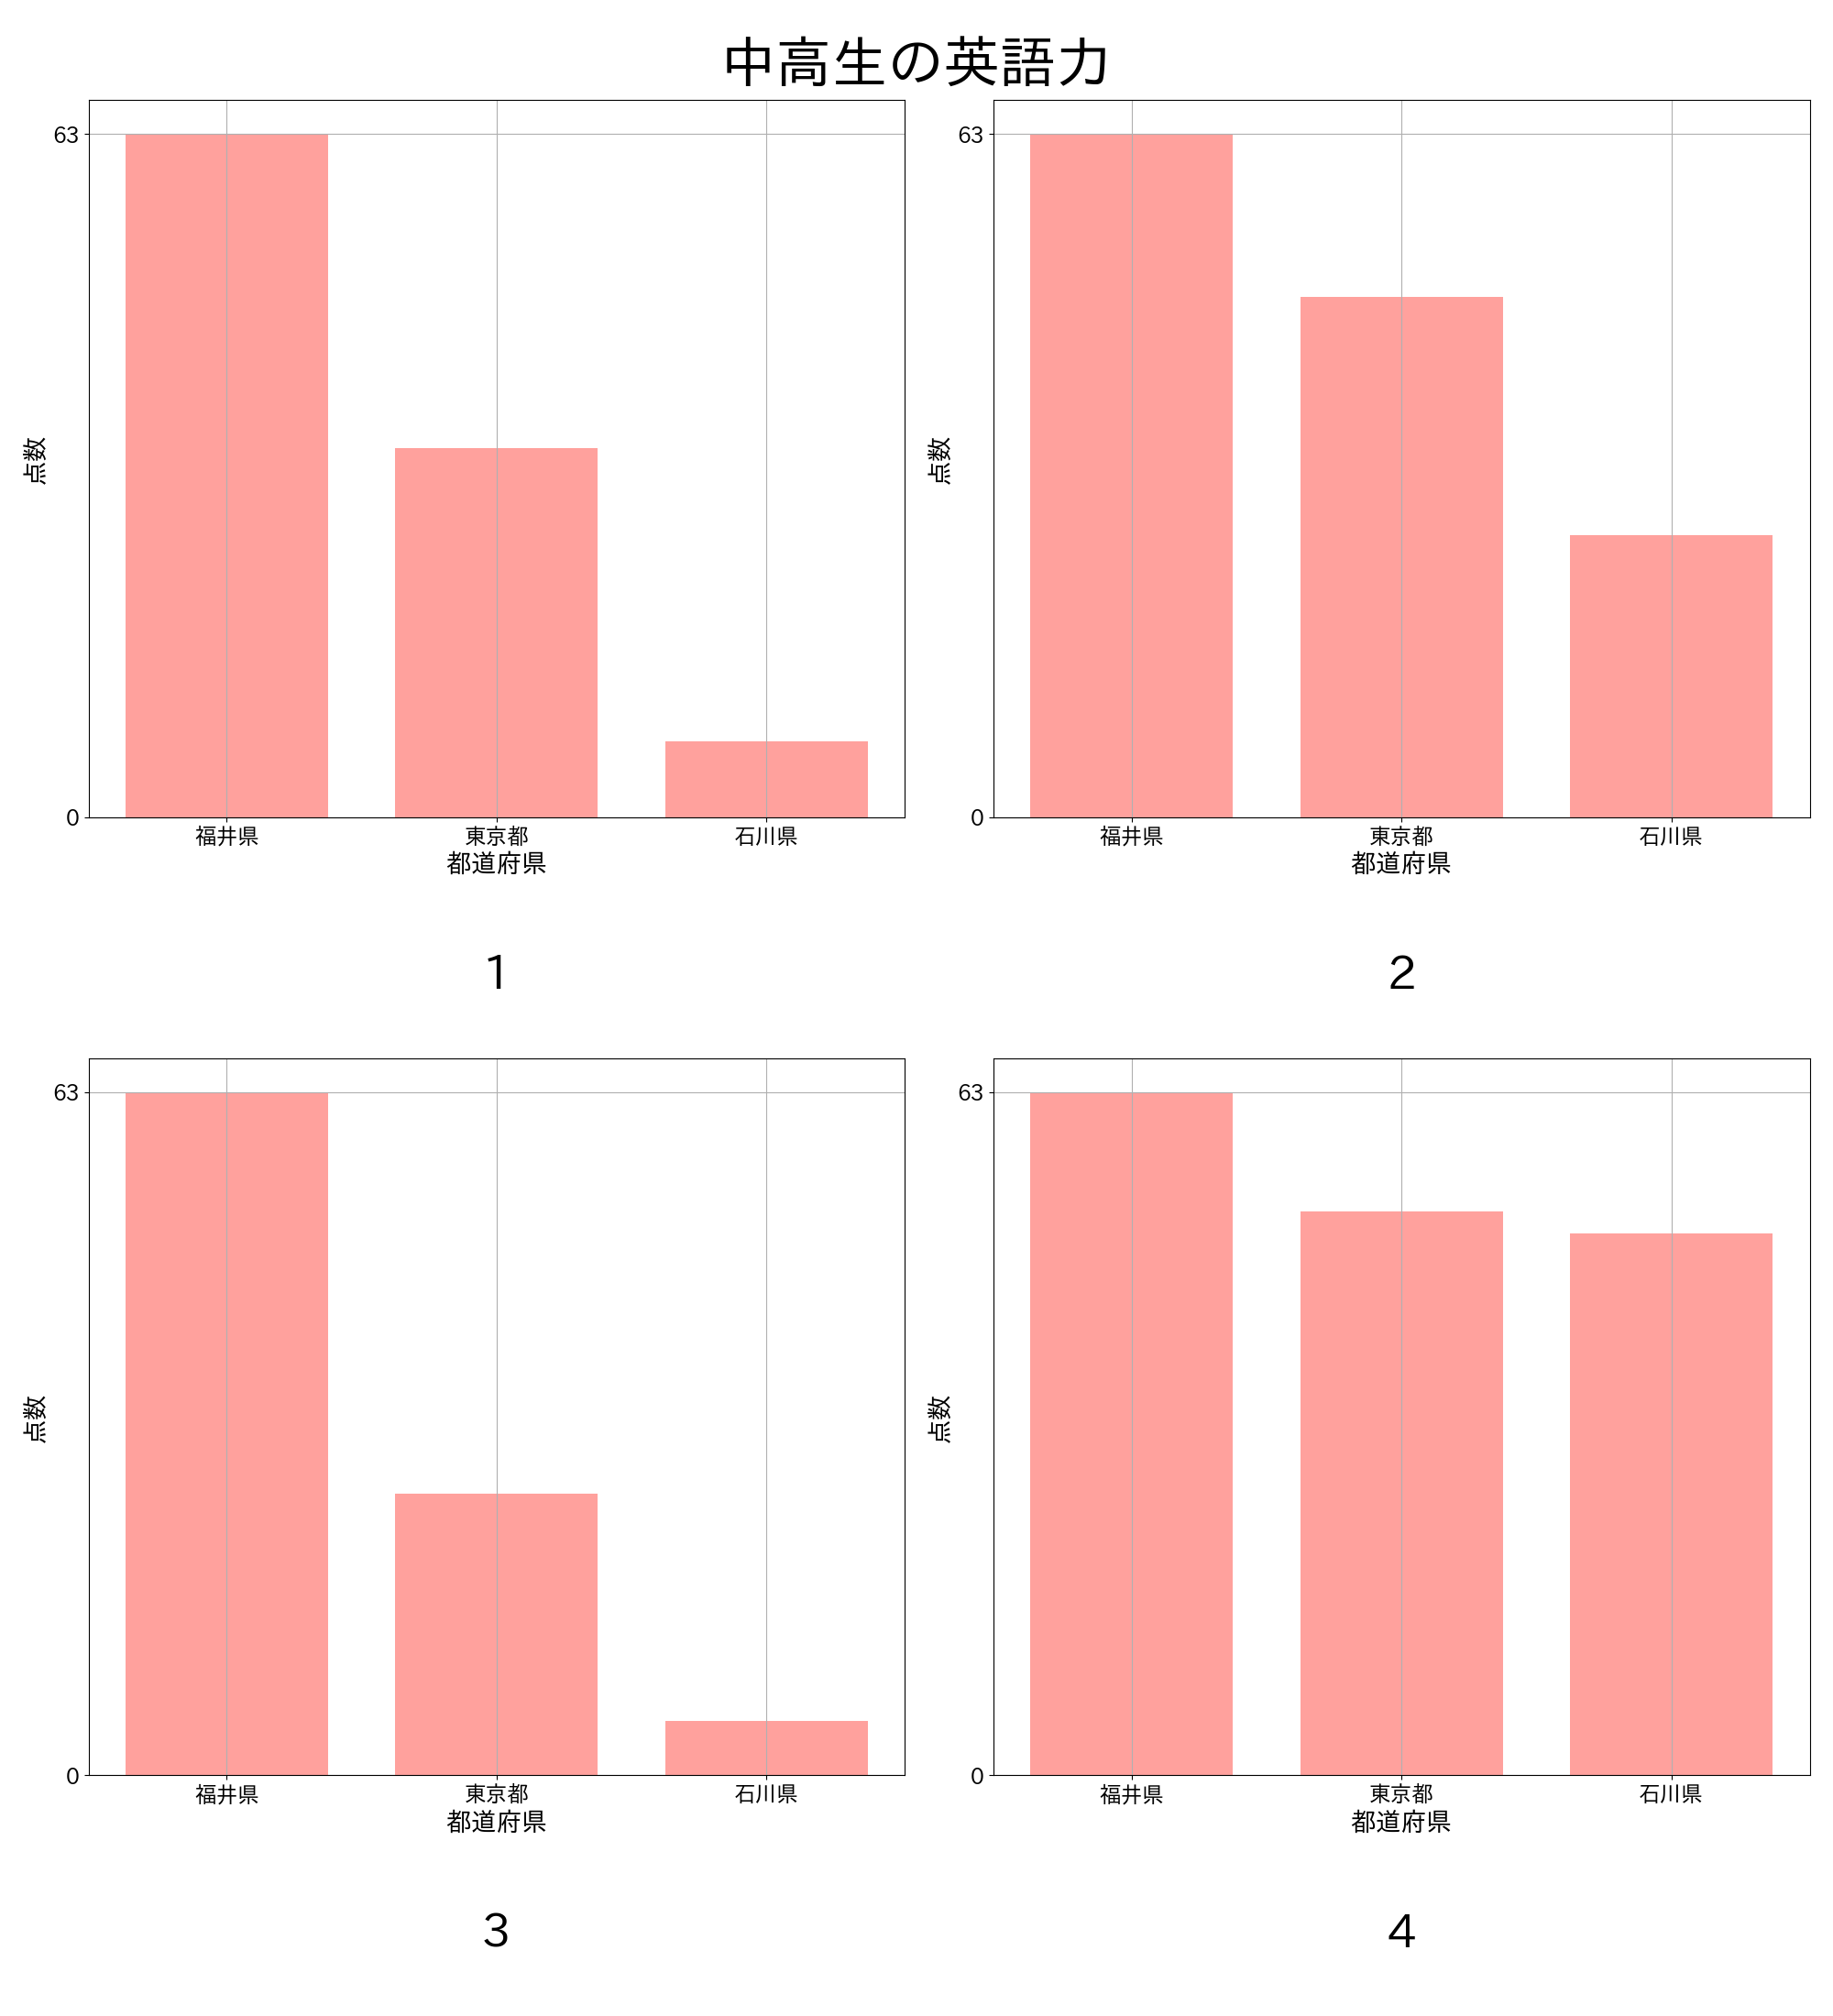 中高生の英語力
63
0
点数
福井県 東京都 石川県
都道府県
1
63
0
点数
福井県 東京都 石川県
都道府県
2
63
0
点数
福井県 東京都 石川県
都道府県
3
63
0
点数
福井県 東京都 石川県
都道府県
4